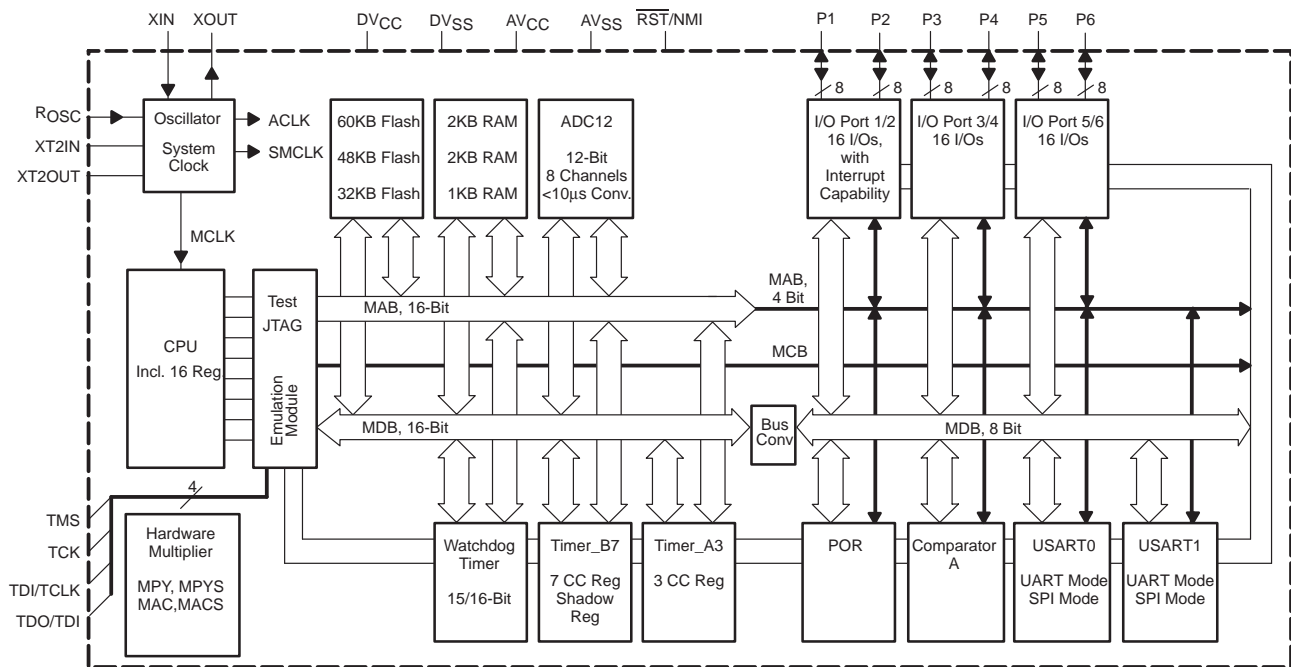 XIN
XOUT
DVCC
DVSS
AVCC
AVSS
RST/NMI
P1
P2
P3
P4
P5
P6
8
8
8
8
8
8
ROSC
XT2IN
XT2OUT
Oscillator
System
Clock
ACLK
SMCLK
MCLK
60KB Flash
48KB Flash
32KB Flash
2KB RAM
2KB RAM
1KB RAM
ADC12
12-Bit
8 Channels
<10µs Conv.
I/O Port 1/2
16 I/Os,
with
Interrupt
Capability
I/O Port 3/4
16 I/Os
I/O Port 5/6
16 I/Os
CPU
Incl. 16 Reg.
Test
JTAG
Emulation
Module
MAB, 16-Bit
MAB,
4 Bit
MCB
MDB, 16-Bit
Bus
Conv
MDB, 8 Bit
4
TMS
TCK
TDI/TCLK
TDO/TDI
Hardware
Multiplier
MPY, MPYS
MAC,MACS
Watchdog
Timer
15/16-Bit
Timer_B7
7 CC Reg
Shadow
Reg
Timer_A3
3 CC Reg
POR
Comparator
A
USART0
UART Mode
SPI Mode
USART1
UART Mode
SPI Mode